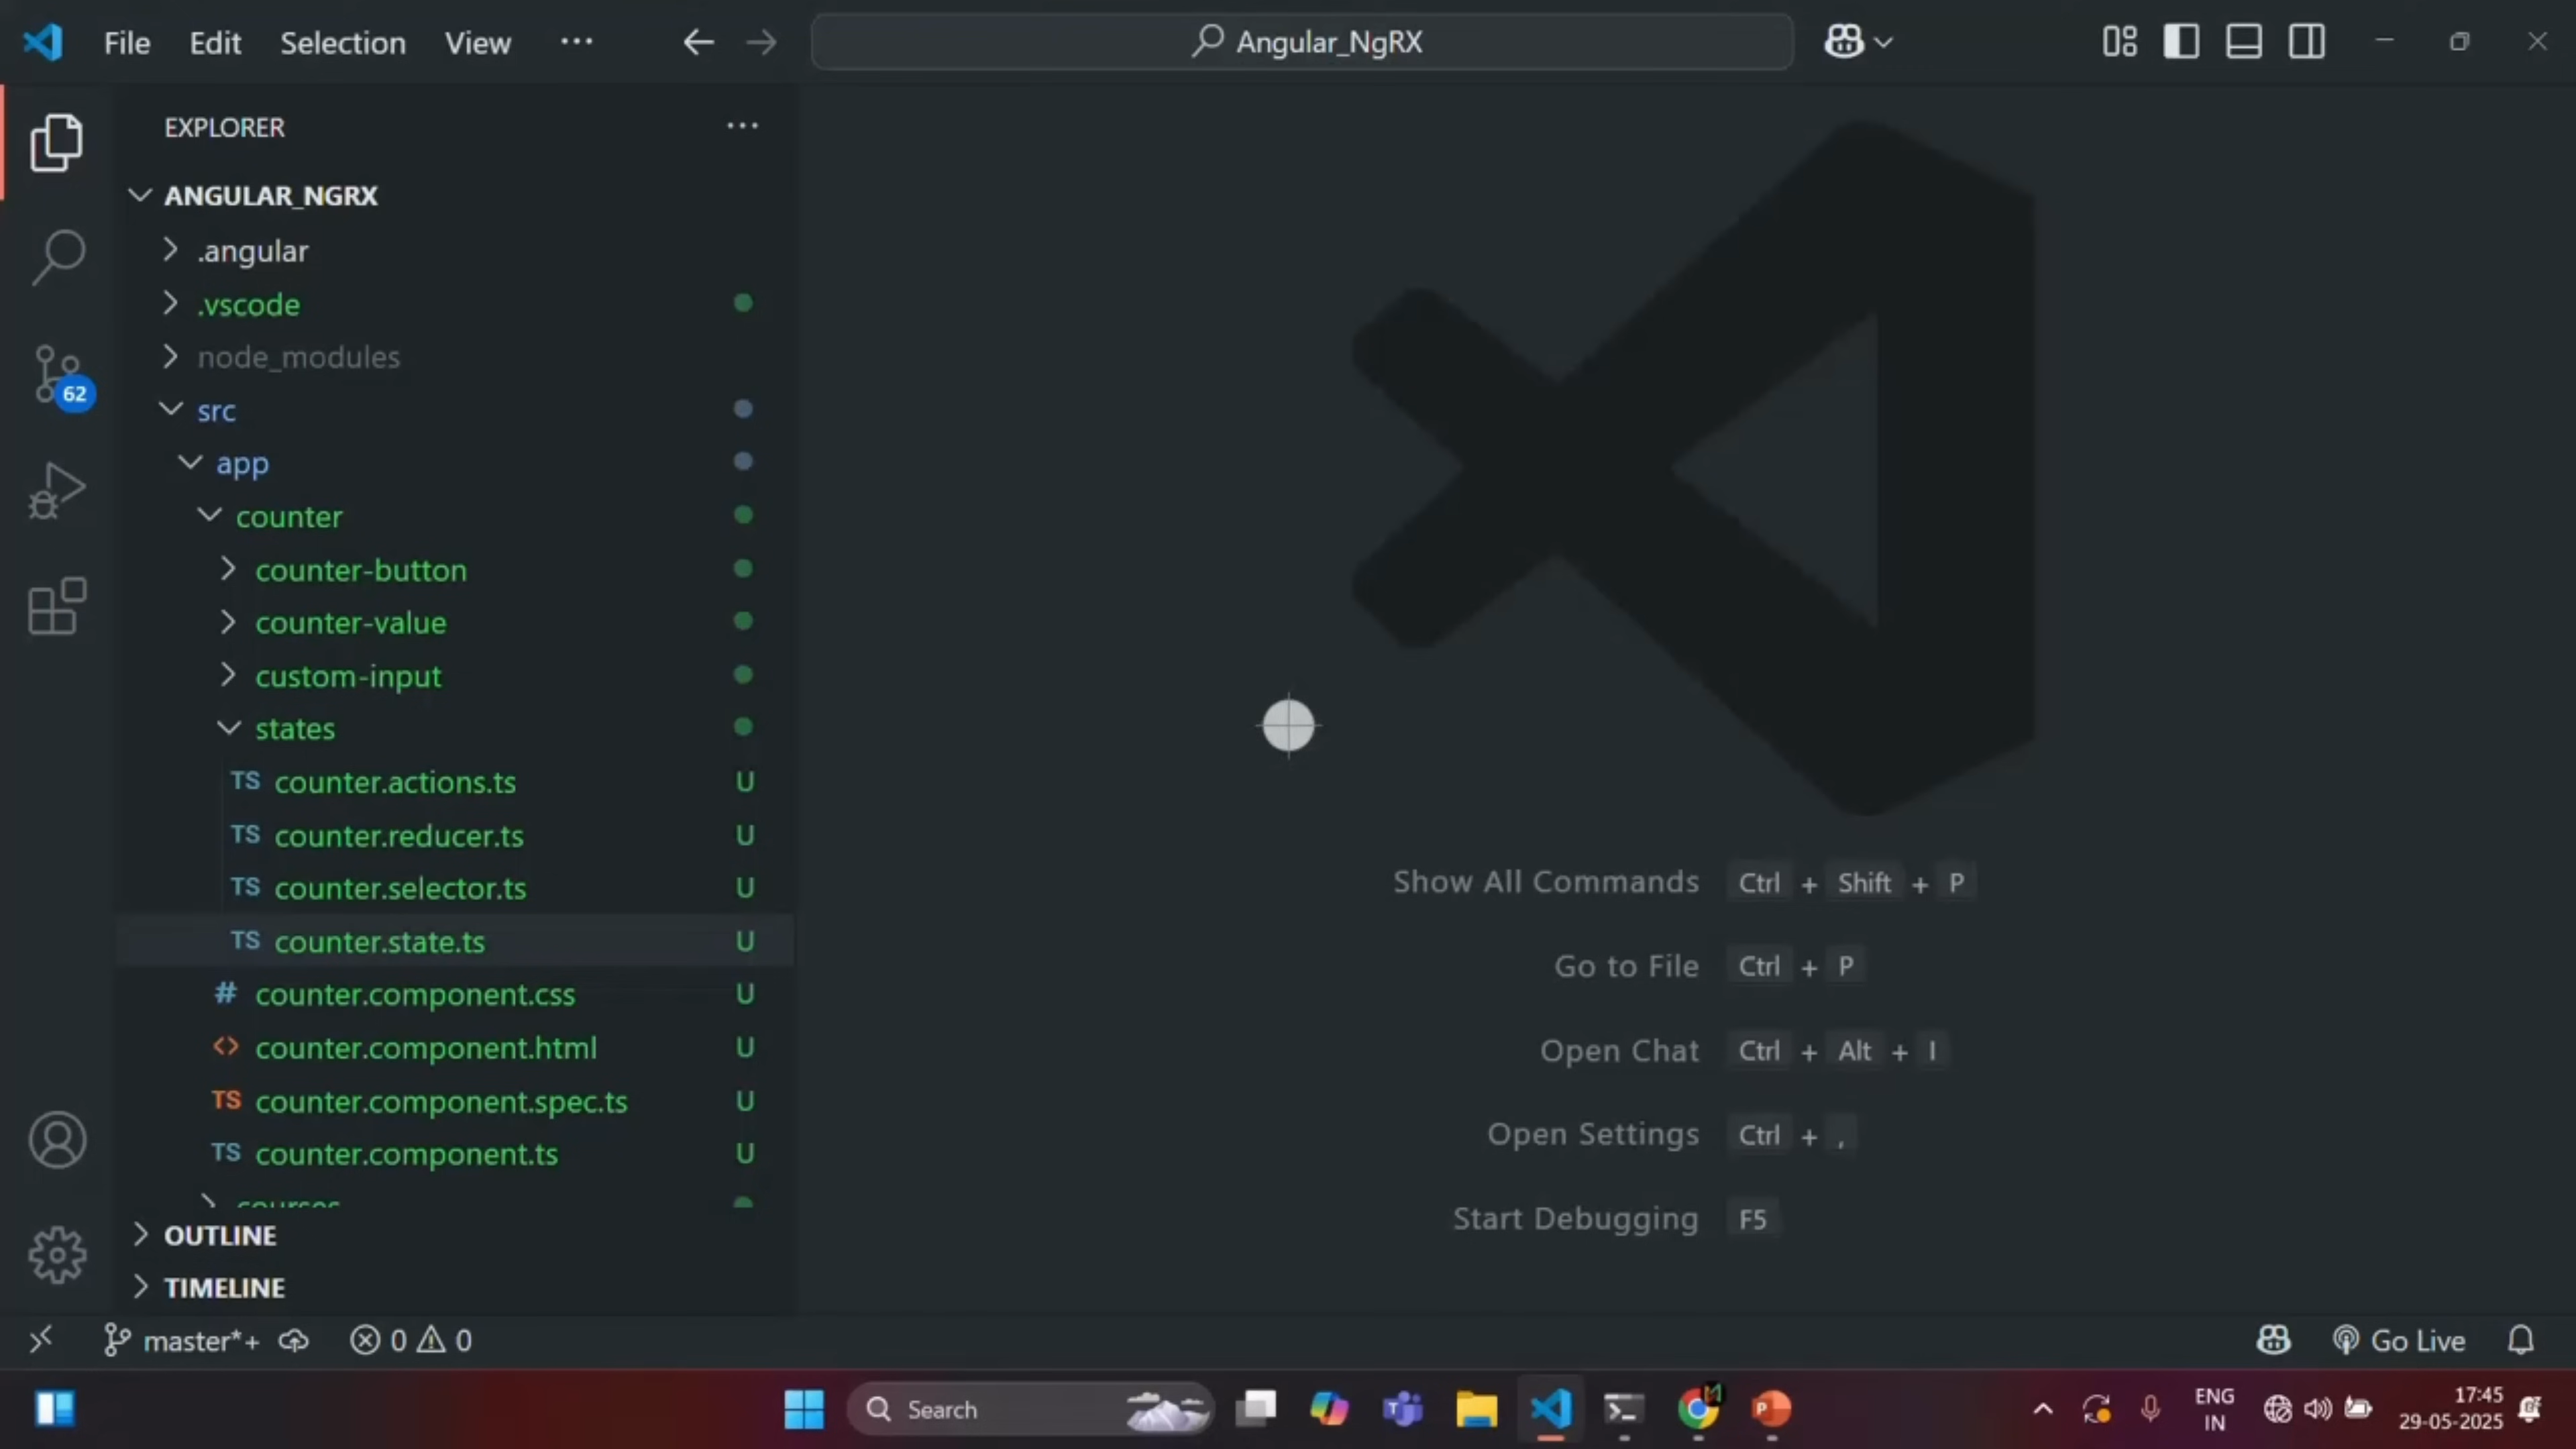 File Edit Selection View ··· Angular_NgRX
EXPLORER ···
ANGULAR_NGRX
.angular
.vscode
node_modules
src
app
counter
counter-button
counter-value
custom-input
states
TS counter.actions.ts U
TS counter.reducer.ts U
TS counter.selector.ts U
TS counter.state.ts U
# counter.component.css U
<> counter.component.html U
TS counter.component.spec.ts U
TS counter.component.ts U
courses
OUTLINE
TIMELINE
62
Show All Commands Ctrl + Shift + P
Go to File Ctrl + P
Open Chat Ctrl + Alt + I
Open Settings Ctrl + ,
Start Debugging F5
master*+ 0 0 Go Live
Search
ENG
IN
17:45
29-05-2025